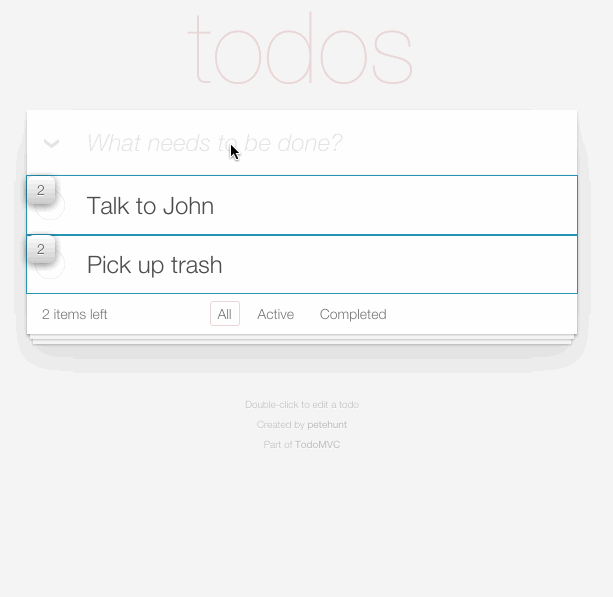 todos
What needs to be done?
2
Talk to John
2
Pick up trash
2 items left All Active Completed
Double-click to edit a todo
Created by petehunt
Part of TodoMVC